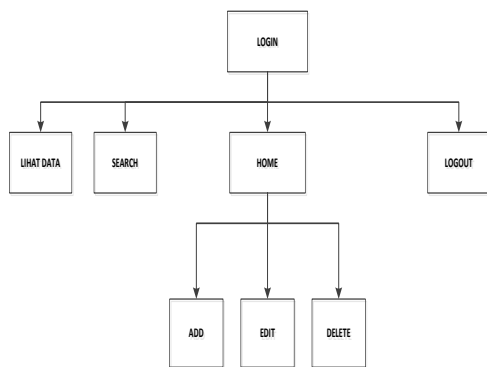 LOGIN
LIHAT DATA
SEARCH
HOME
LOGOUT
ADD
EDIT
DELETE